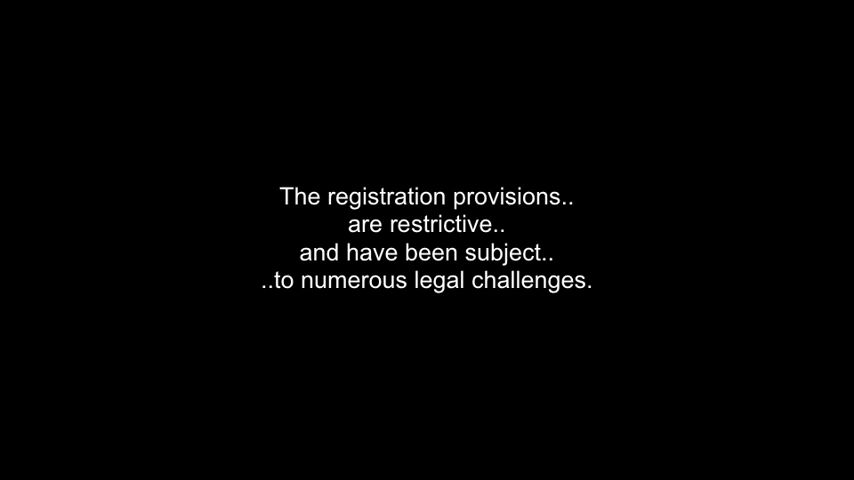 The registration provisions..
are restrictive..
and have been subject..
..to numerous legal challenges.